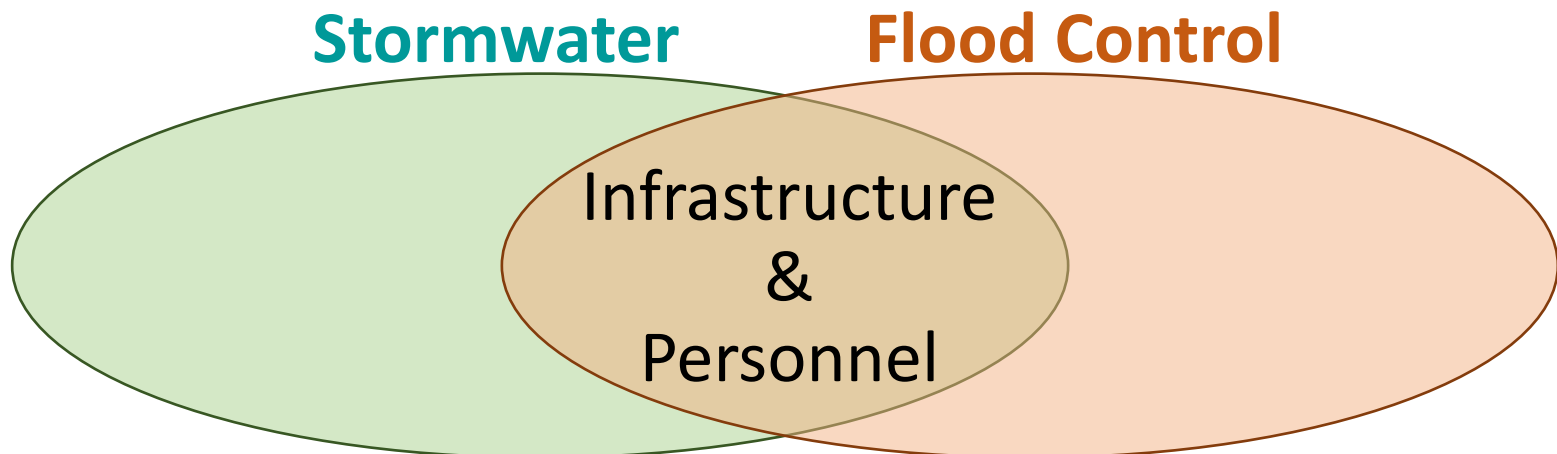 Stormwater
Flood Control
Infrastructure
&
Personnel